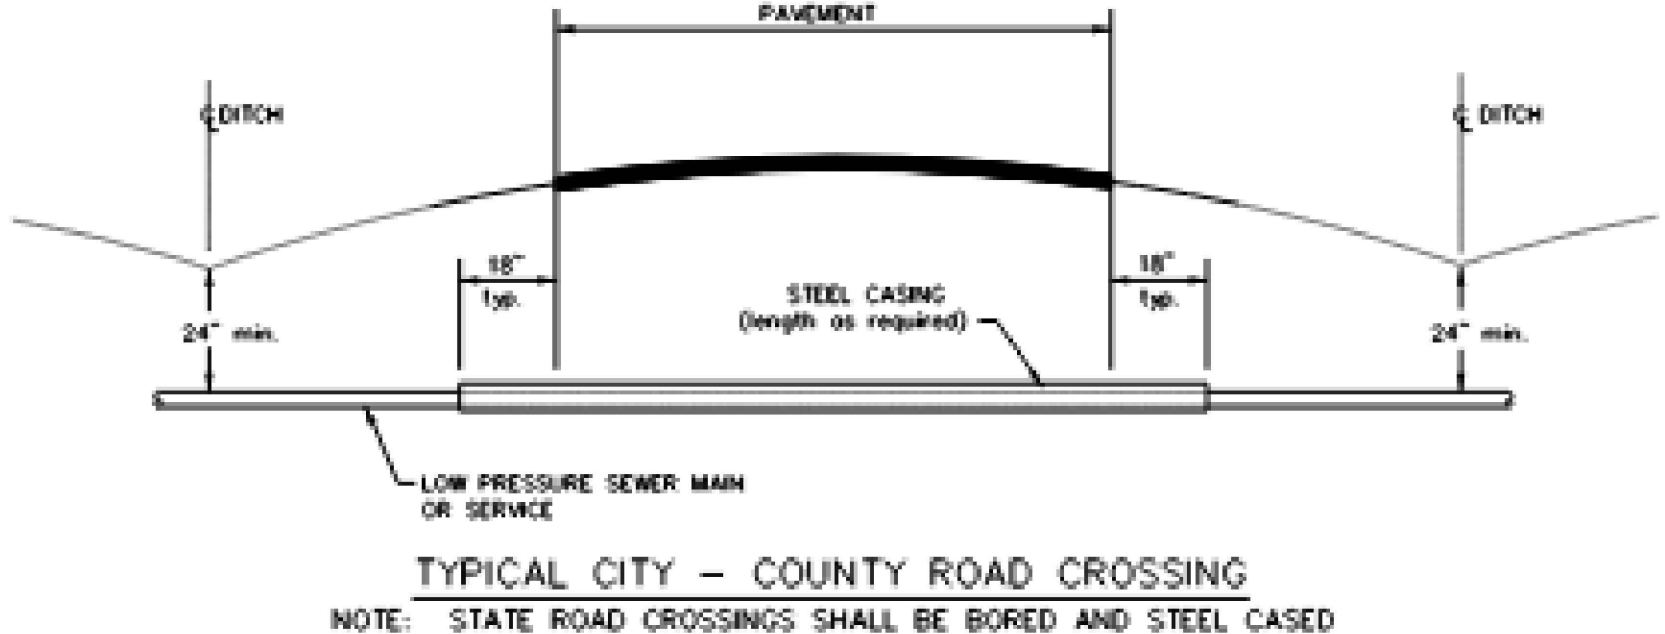 PAVEMENT
℄ DITCH
℄ DITCH
18"
typ.
18"
typ.
STEEL CASING
(length as required)
24" min.
24" min.
LOW PRESSURE SEWER MAIN
OR SERVICE
TYPICAL CITY – COUNTY ROAD CROSSING
NOTE: STATE ROAD CROSSINGS SHALL BE BORED AND STEEL CASED